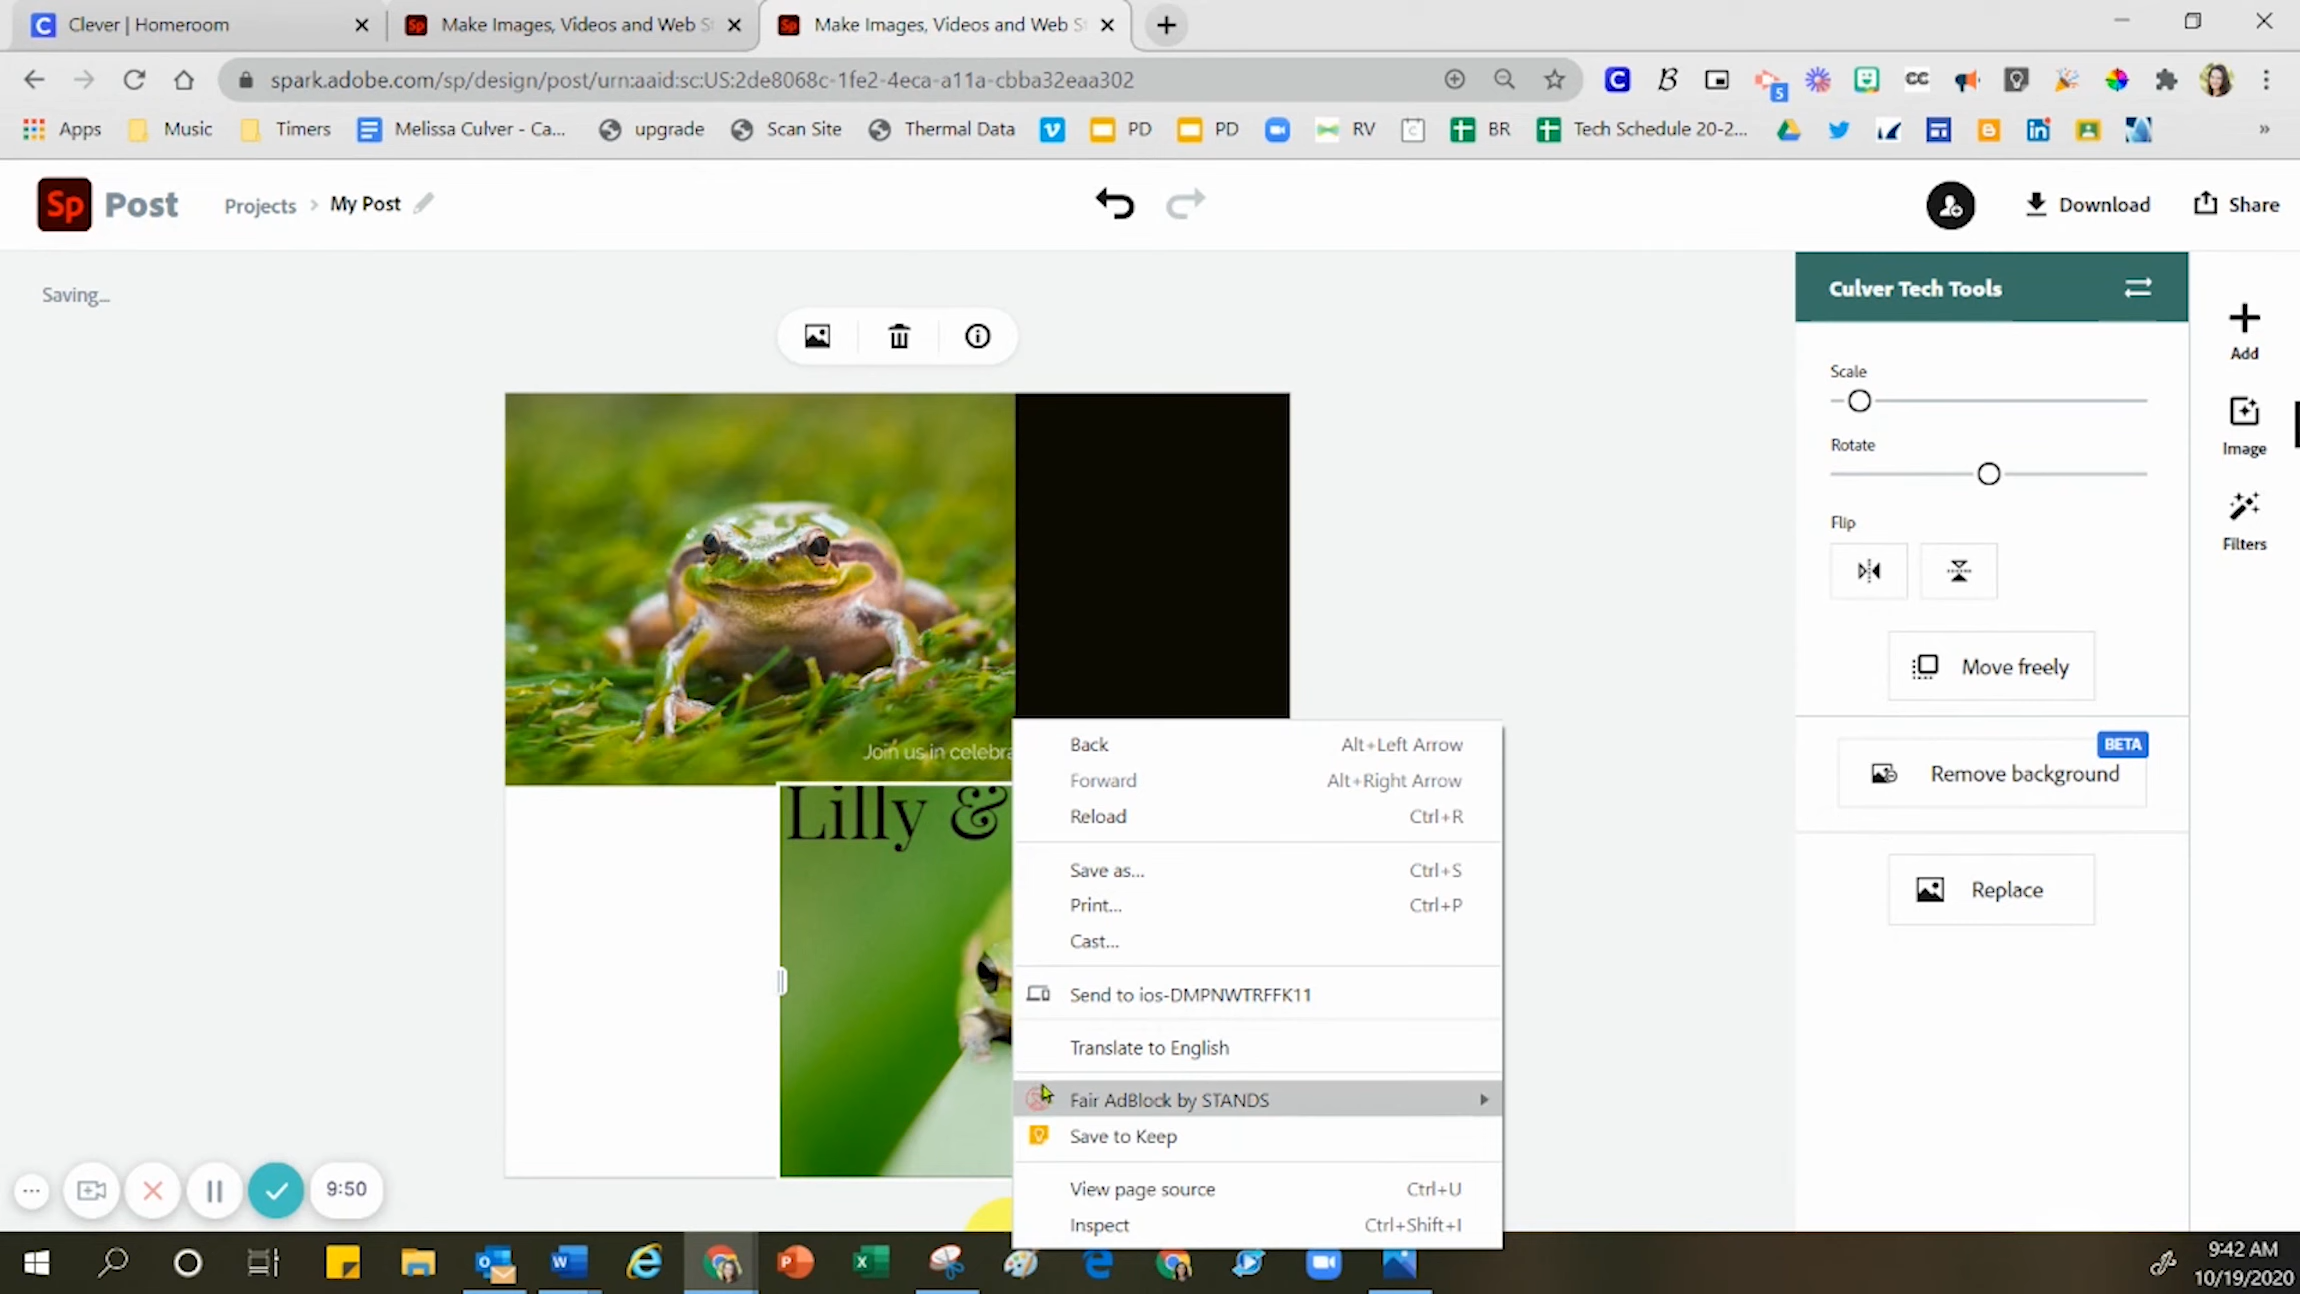 Clever | Homeroom
Make Images, Videos and Web S
Make Images, Videos and Web S
spark.adobe.com/sp/design/post/urn:aaid:sc:US:2de8068c-1fe2-4eca-a11a-cbba32eaa302
5
CC
Apps Music Timers Melissa Culver - Ca... upgrade Scan Site Thermal Data PD PD RV BR Tech Schedule 20-2... »
Sp Post Projects > My Post Download Share
Saving...
Culver Tech Tools
Scale
Rotate
Flip
Move freely
BETA
Remove background
Replace
Add
Image
Filters
Join us in celebra
Lilly &
Back Alt+Left Arrow
Forward Alt+Right Arrow
Reload Ctrl+R
Save as... Ctrl+S
Print... Ctrl+P
Cast...
Send to ios-DMPNWTRFFK11
Translate to English
Fair AdBlock by STANDS
Save to Keep
View page source Ctrl+U
Inspect Ctrl+Shift+I
9:50
9:42 AM
10/19/2020